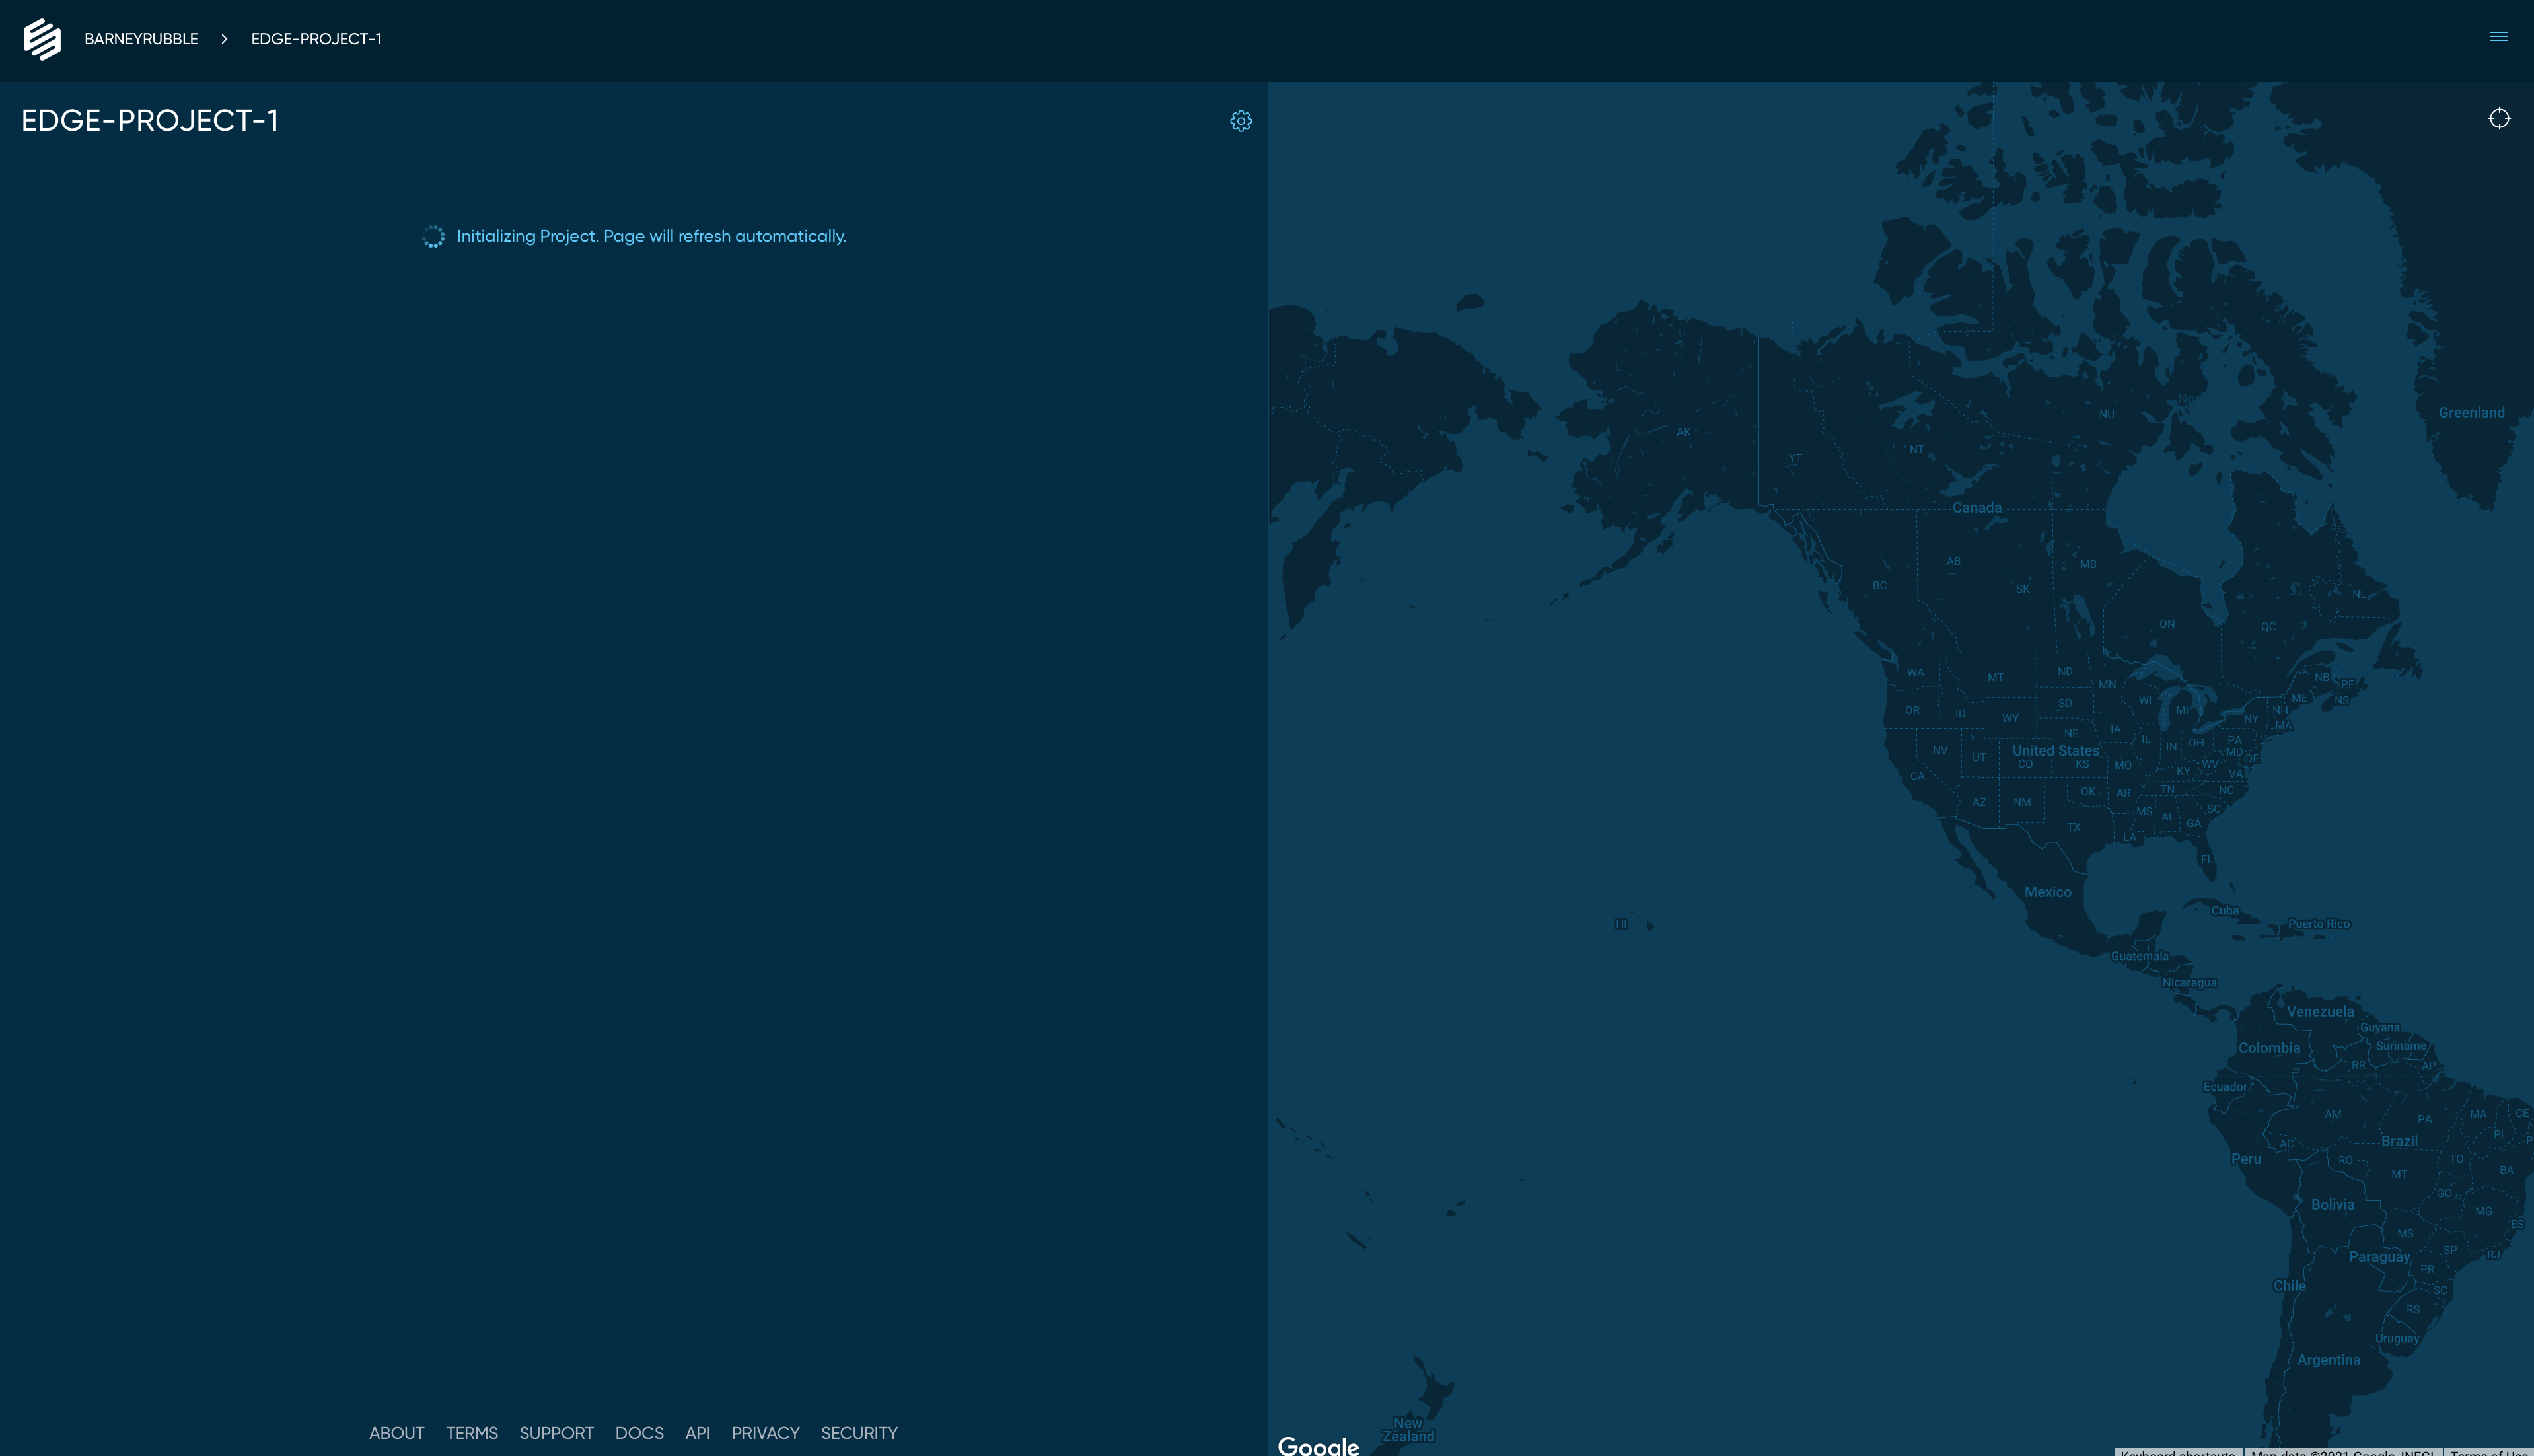 BARNEYRUBBLE > EDGE-PROJECT-1
EDGE-PROJECT-1
Initializing Project. Page will refresh automatically.
Greenland
NU
AK
NT
YT
Canada
AB
MB
BC
SK
NL
ON
QC
WA
MT
ND
MN
NB
PE
OR
ID
WY
SD
WI
MI
NY
NH
ME
NS
MA
NE
IA
IL
IN
OH
PA
MD
DE
NV
UT
United States
CO
KS
MO
KY
WV
VA
CA
AZ
NM
OK
AR
TN
NC
TX
LA
MS
AL
GA
SC
FL
Mexico
HI
Cuba
Puerto Rico
Guatemala
Nicaragua
Venezuela
Guyana
Colombia
Suriname
RR
AP
Ecuador
AM
PA
MA
CE
AC
Brazil
PI
Peru
RO
MT
TO
BA
Bolivia
GO
MG
MS
ES
Paraguay
SP
RJ
Chile
PR
SC
RS
Uruguay
Argentina
New
Zealand
ABOUT TERMS SUPPORT DOCS API PRIVACY SECURITY
Google
Keyboard shortcuts
Map data ©2021 Google, INEGI
Terms of Use